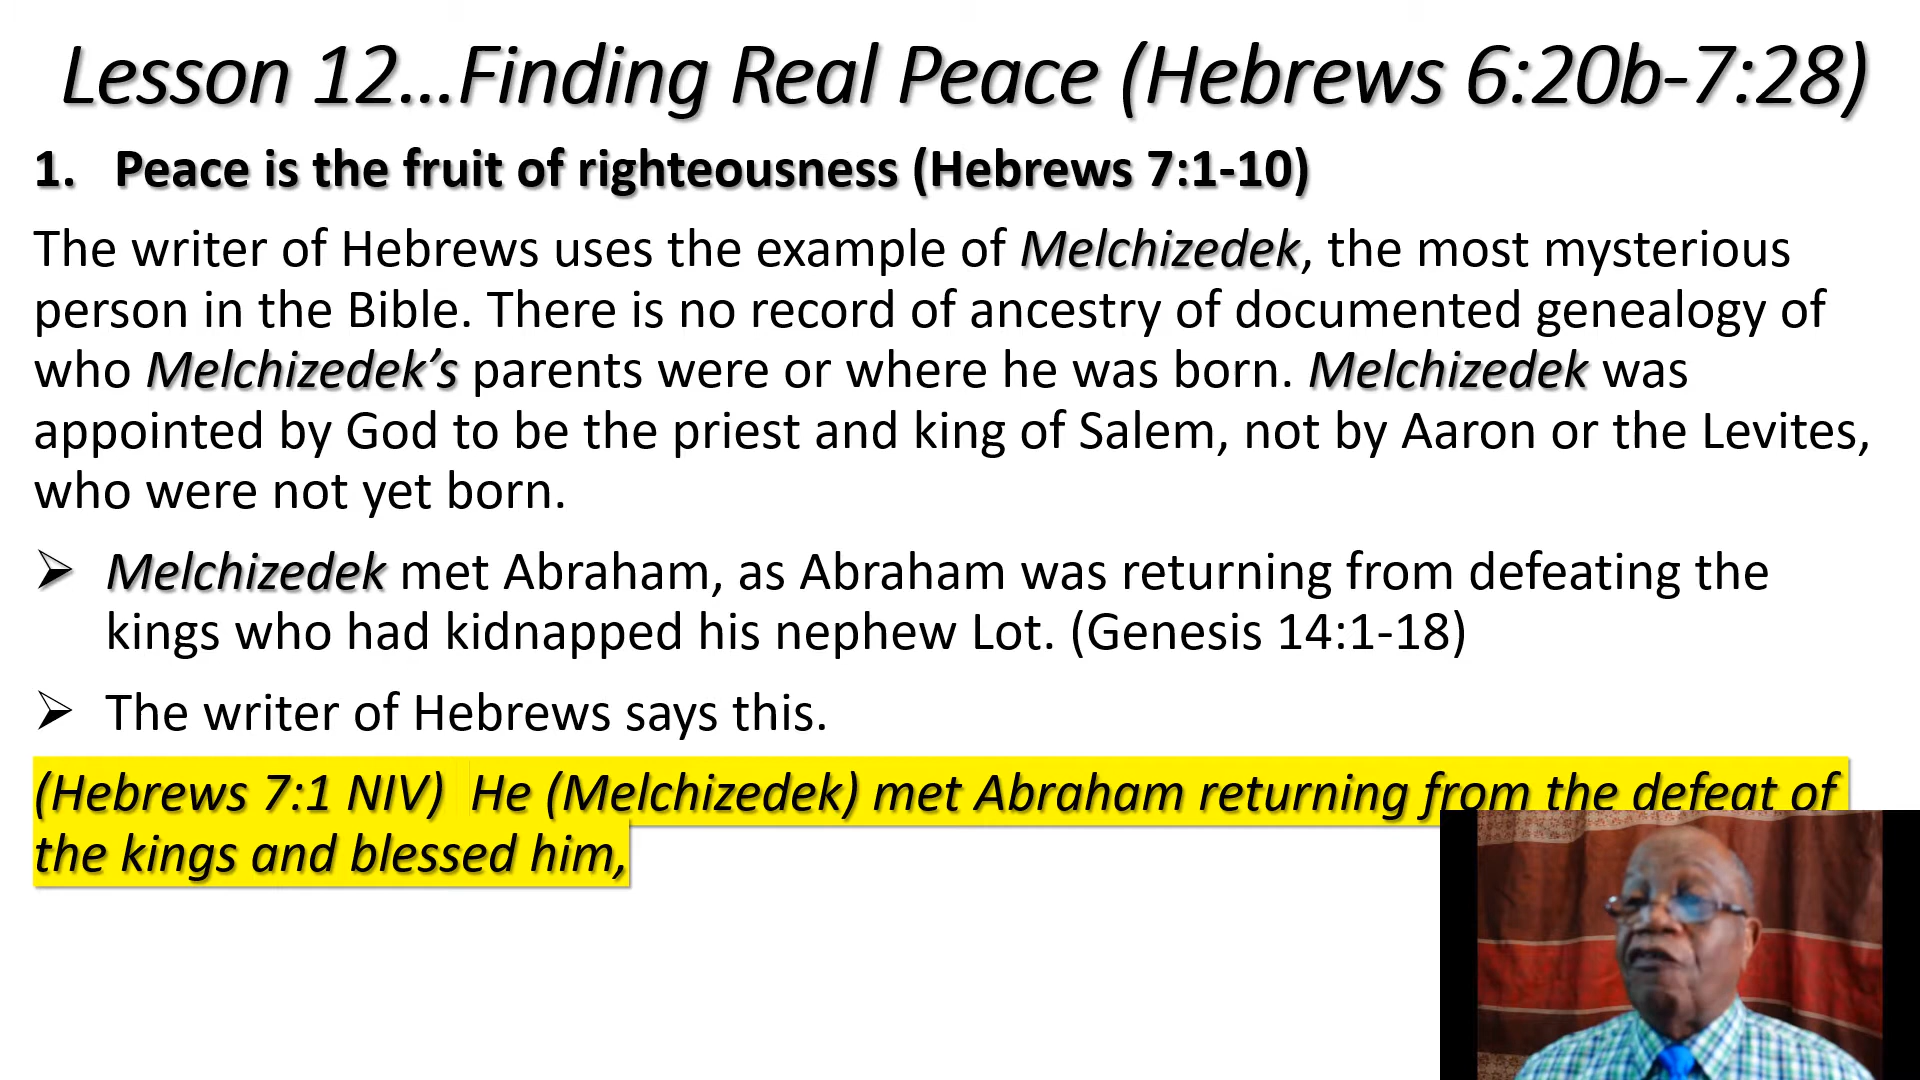 Lesson 12...Finding Real Peace (Hebrews 6:20b-7:28)
1. Peace is the fruit of righteousness (Hebrews 7:1-10)
The writer of Hebrews uses the example of Melchizedek, the most mysterious
person in the Bible. There is no record of ancestry of documented genealogy of
who Melchizedek’s parents were or where he was born. Melchizedek was
appointed by God to be the priest and king of Salem, not by Aaron or the Levites,
who were not yet born.
➢ Melchizedek met Abraham, as Abraham was returning from defeating the
kings who had kidnapped his nephew Lot. (Genesis 14:1-18)
➢ The writer of Hebrews says this.
(Hebrews 7:1 NIV) He (Melchizedek) met Abraham returning from the defeat of
the kings and blessed him,